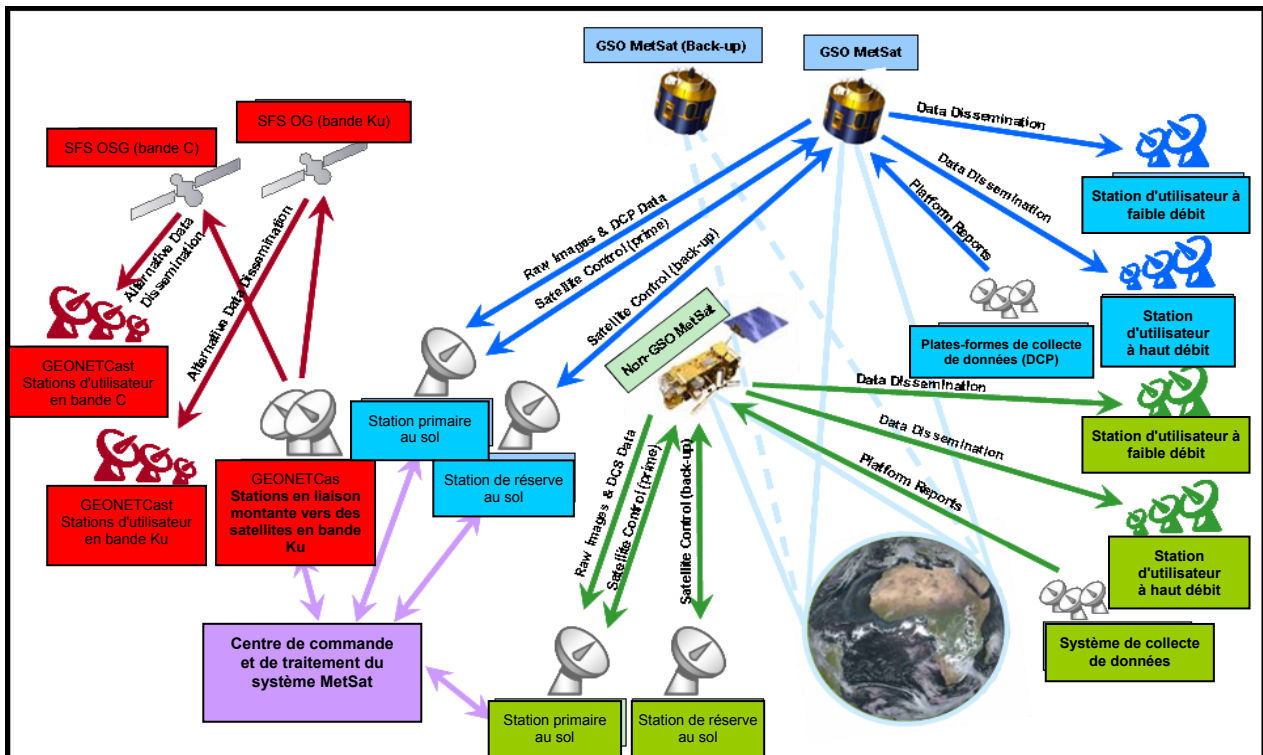 GSO MetSat (Back-up)
GSO MetSat
SFS OG (bande Ku)
SFS OSG (bande C)
Data Dissemination
Data Dissemination
Platform Reports
Station d'utilisateur à
faible débit
Station
d'utilisateur
à haut débit
Plates-formes de collecte
de données (DCP)
Raw Images & DCP Data
Satellite Control (prime)
Satellite Control (back-up)
Alternative Data
Dissemination
Alternative Data Dissemination
GEONETCast
Stations d'utilisateur
en bande C
GEONETCast
Stations d'utilisateur
en bande Ku
GEONETCas
Stations en liaison
montante vers des
satellites en bande
Ku
Station primaire
au sol
Station de réserve
au sol
Non-GSO MetSat
Data Dissemination
Data Dissemination
Platform Reports
Station d'utilisateur à
faible débit
Station
d'utilisateur
à haut débit
Système de collecte
de données
Raw Images & DCS Data
Satellite Control (prime)
Satellite Control (back-up)
Centre de commande
et de traitement du
système MetSat
Station primaire
au sol
Station de réserve
au sol